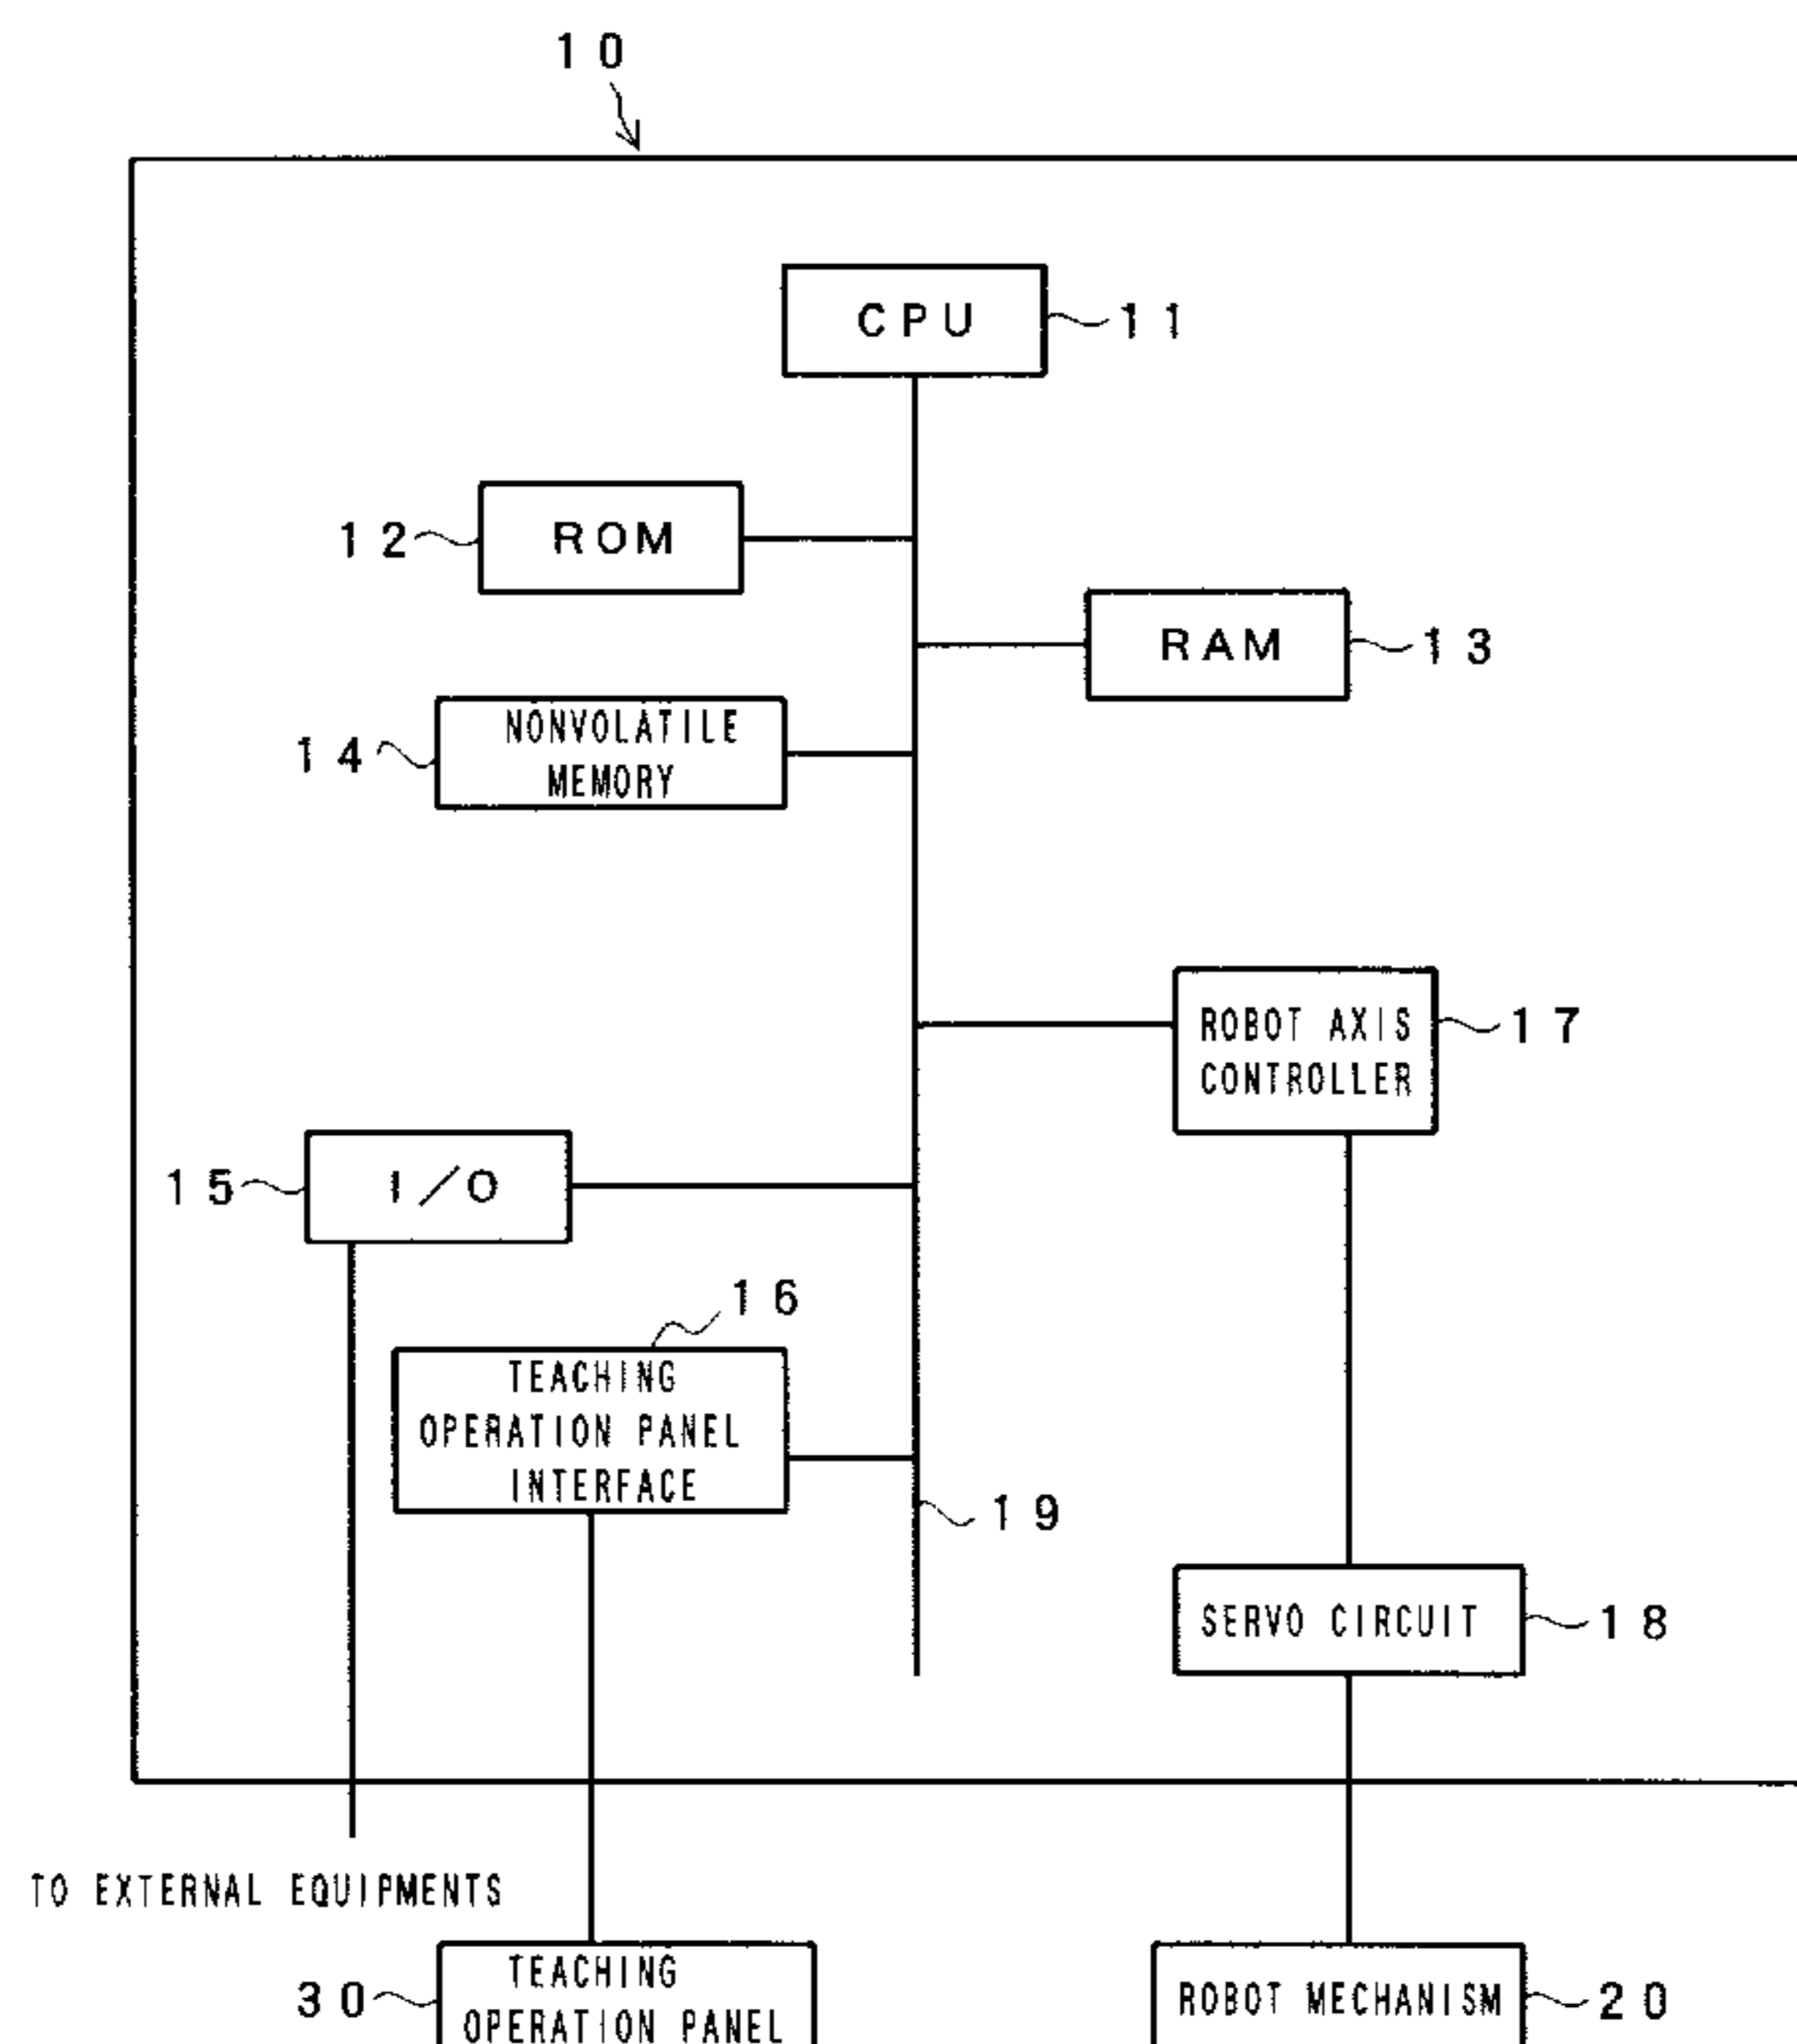 10
CPU
11
12
ROM
RAM
13
14
NONVOLATILE
MEMORY
ROBOT AXIS
CONTROLLER
17
15
I/O
16
TEACHING
OPERATION PANEL
INTERFACE
19
SERVO CIRCUIT
18
TO EXTERNAL EQUIPMENTS
30
TEACHING
OPERATION PANEL
ROBOT MECHANISM
20